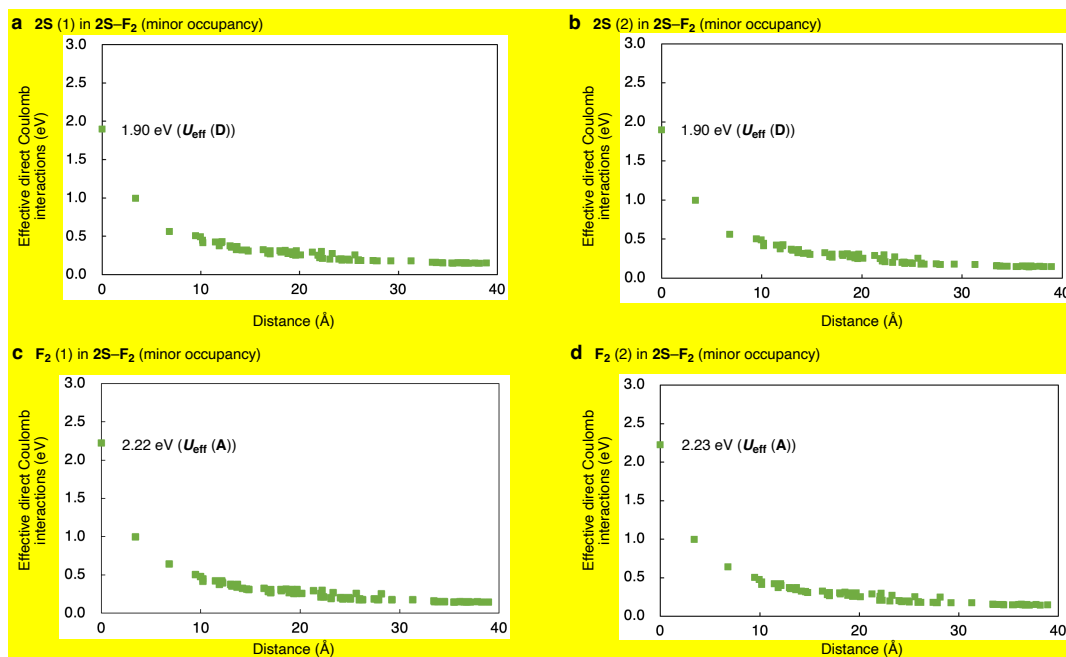 a 2S (1) in 2S–F2 (minor occupancy)
Effective direct Coulomb
interactions (eV)
3.0
2.5
2.0
1.5
1.0
0.5
0.0
1.90 eV (Ueff (D))
0 10 20 30 40
Distance (Å)
b 2S (2) in 2S–F2 (minor occupancy)
Effective direct Coulomb
interactions (eV)
3.0
2.5
2.0
1.5
1.0
0.5
0.0
1.90 eV (Ueff (D))
0 10 20 30 40
Distance (Å)
c F2 (1) in 2S–F2 (minor occupancy)
Effective direct Coulomb
interactions (eV)
3.0
2.5
2.0
1.5
1.0
0.5
0.0
2.22 eV (Ueff (A))
0 10 20 30 40
Distance (Å)
d F2 (2) in 2S–F2 (minor occupancy)
Effective direct Coulomb
interactions (eV)
3.0
2.5
2.0
1.5
1.0
0.5
0.0
2.23 eV (Ueff (A))
0 10 20 30 40
Distance (Å)